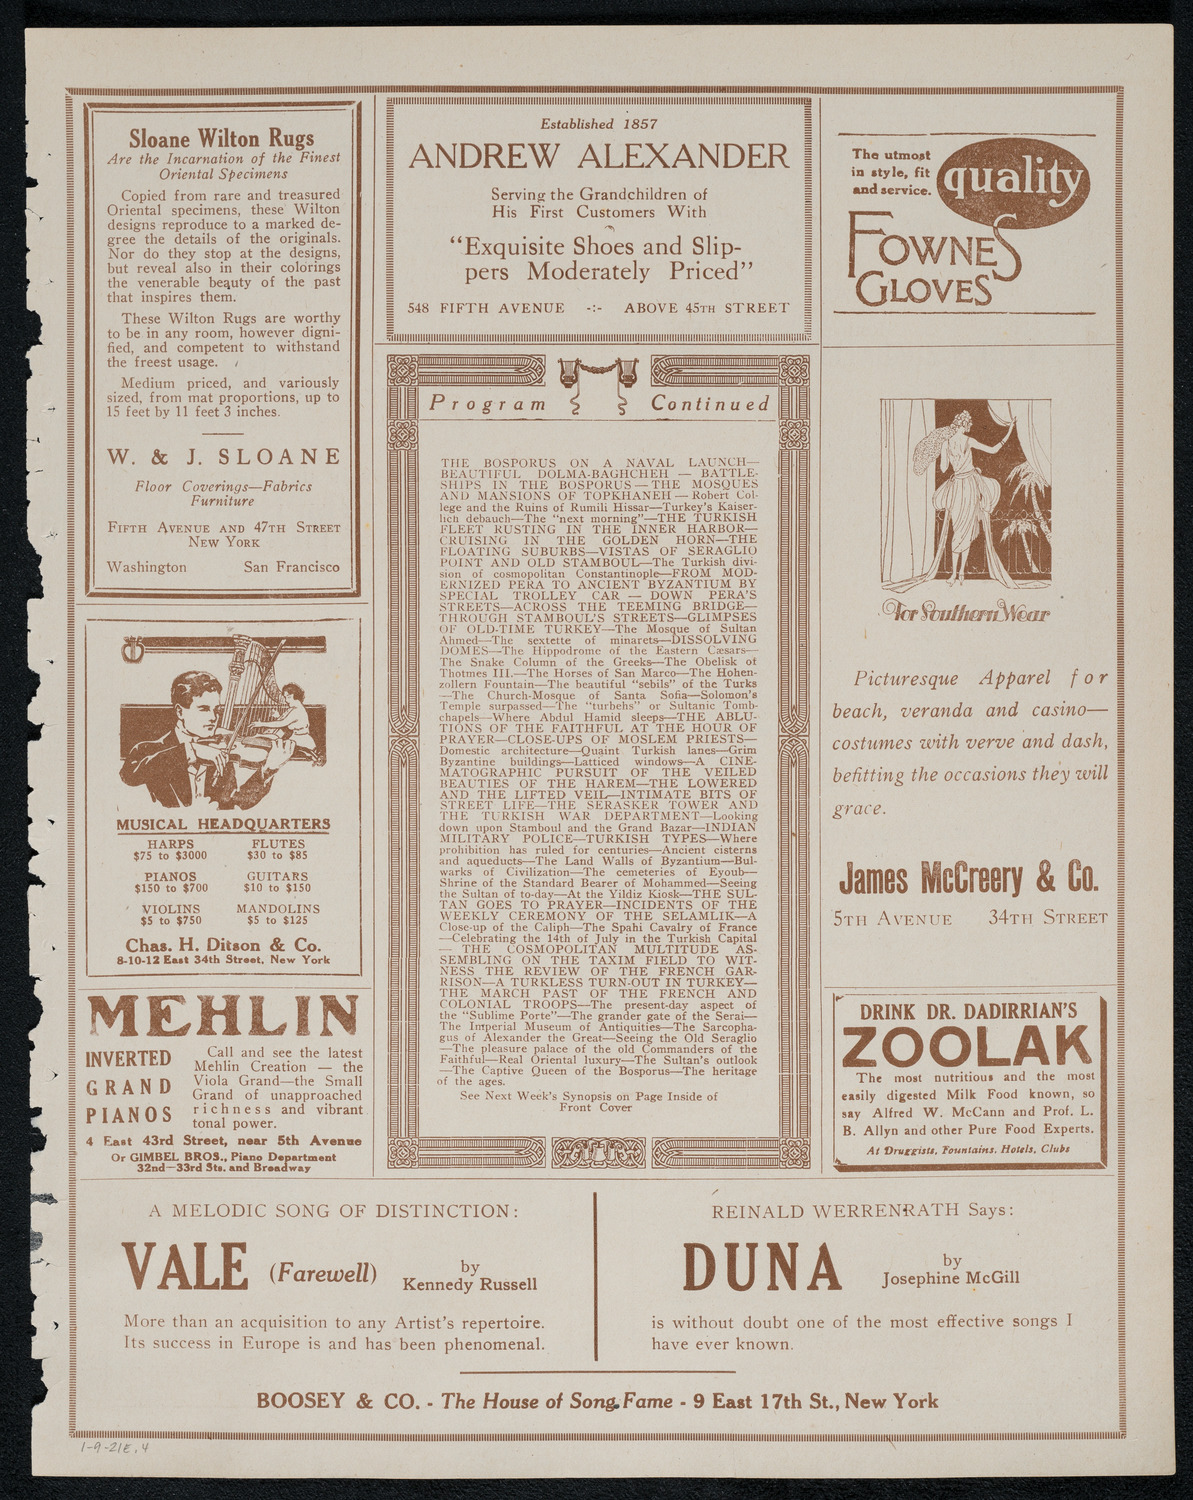 Sloane Wilton Rugs
Are the Incarnation of the Finest
Oriental Specimens
Copied from rare and treasured
Oriental specimens, these Wilton
designs reproduce to a marked de-
gree the details of the originals.
Nor do they stop at the designs,
but reveal also in their colorings
the venerable beauty of the past
that inspires them.
These Wilton Rugs are worthy
to be in any room, however digni-
fied, and competent to withstand
the freest usage.
Medium priced, and variously
sized, from mat proportions, up to
15 feet by 11 feet 3 inches.
W. & J. SLOANE
Floor Coverings—Fabrics
Furniture
FIFTH AVENUE AND 47TH STREET
NEW YORK
Washington San Francisco
MUSICAL HEADQUARTERS
HARPS FLUTES
$75 to $3000 $30 to $85
PIANOS GUITARS
$150 to $700 $10 to $150
VIOLINS MANDOLINS
$5 to $750 $5 to $125
Chas. H. Ditson & Co.
8-10-12 East 34th Street, New York
MEHLIN
INVERTED
GRAND
PIANOS
Call and see the latest
Mehlin Creation — the
Viola Grand—the Small
Grand of unapproached
richness and vibrant
tonal power.
4 East 43rd Street, near 5th Avenue
Or GIMBEL BROS., Piano Department
32nd—33rd Sts. and Broadway
Established 1857
ANDREW ALEXANDER
Serving the Grandchildren of
His First Customers With
"Exquisite Shoes and Slip-
pers Moderately Priced"
548 FIFTH AVENUE -:- ABOVE 45TH STREET
Program Continued
THE BOSPORUS ON A NAVAL LAUNCH—
BEAUTIFUL DOLMA-BAGHCHEH — BATTLE-
SHIPS IN THE BOSPORUS—THE MOSQUES
AND MANSIONS OF TOPKHANEH—Robert Col-
lege and the Ruins of Rumili Hissar—Turkey's Kaiser-
lich debauch—The "next morning"—THE TURKISH
FLEET RUSTING IN THE INNER HARBOR—
CRUISING IN THE GOLDEN HORN—THE
FLOATING SUBURBS—VISTAS OF SERAGLIO
POINT AND OLD STAMBOUL—The Turkish divi-
sion of cosmopolitan Constantinople—FROM MOD-
ERNIZED PERA TO ANCIENT BYZANTIUM BY
SPECIAL TROLLEY CAR — DOWN PERA'S
STREETS—ACROSS THE TEEMING BRIDGE—
THROUGH STAMBOUL'S STREETS—GLIMPSES
OF OLD-TIME TURKEY—The Mosque of Sultan
Ahmed—The sextette of minarets—DISSOLVING
DOMES—The Hippodrome of the Eastern Cæsars—
The Snake Column of the Greeks—The Obelisk of
Thotmes III.—The Horses of San Marco—The Hohen-
zollern Fountain—The beautiful "sebils" of the Turks
—The Church-Mosque of Santa Sofia—Solomon's
Temple surpassed—The "turbehs" or Sultanic Tomb-
chapels—Where Abdul Hamid sleeps—THE ABLU-
TIONS OF THE FAITHFUL AT THE HOUR OF
PRAYER—CLOSE-UPS OF MOSLEM PRIESTS—
Domestic architecture—Quaint Turkish lanes—Grim
Byzantine buildings—Latticed windows—A CINE-
MATOGRAPHIC PURSUIT OF THE VEILED
BEAUTIES OF THE HAREM—THE LOWERED
AND THE LIFTED VEIL—INTIMATE BITS OF
STREET LIFE—THE SERASKER TOWER AND
THE TURKISH WAR DEPARTMENT—Looking
down upon Stamboul and the Grand Bazar—INDIAN
MILITARY POLICE—TURKISH TYPES—Where
prohibition has ruled for centuries—Ancient cisterns
and aqueducts—The Land Walls of Byzantium—Bul-
warks of Civilization—The cemeteries of Eyoub—
Shrine of the Standard Bearer of Mohammed—Seeing
the Sultan of to-day—At the Yildiz Kiosk—THE SUL-
TAN GOES TO PRAYER—INCIDENTS OF THE
WEEKLY CEREMONY OF THE SELAMLIK—A
Close-up of the Caliph—The Spahi Cavalry of France
—Celebrating the 14th of July in the Turkish Capital
— THE COSMOPOLITAN MULTITUDE AS-
SEMBLING ON THE TAXIM FIELD TO WIT-
NESS THE REVIEW OF THE FRENCH GAR-
RISON—A TURKLESS TURN-OUT IN TURKEY—
THE MARCH PAST OF THE FRENCH AND
COLONIAL TROOPS—The present-day aspect of
the "Sublime Porte"—The grander gate of the Serai—
The Imperial Museum of Antiquities—The Sarcopha-
gus of Alexander the Great—Seeing the Old Seraglio
—The pleasure palace of the old Commanders of the
Faithful—Real Oriental luxury—The Sultan's outlook
—The Captive Queen of the Bosporus—The heritage
of the ages.
See Next Week's Synopsis on Page Inside of
Front Cover
The utmost
in style, fit
and service.
quality
FOWNES
GLOVES
For Southern Wear
Picturesque Apparel for
beach, veranda and casino—
costumes with verve and dash,
befitting the occasions they will
grace.
James McCreery & Co.
5TH AVENUE 34TH STREET
DRINK DR. DADIRRIAN'S
ZOOLAK
The most nutritious and the most
easily digested Milk Food known, so
say Alfred W. McCann and Prof. L.
B. Allyn and other Pure Food Experts.
At Druggists, Fountains, Hotels, Clubs
A MELODIC SONG OF DISTINCTION:
VALE (Farewell) by
Kennedy Russell
More than an acquisition to any Artist's repertoire.
Its success in Europe is and has been phenomenal.
REINALD WERRENRATH Says:
DUNA by
Josephine McGill
is without doubt one of the most effective songs I
have ever known.
BOOSEY & CO. - The House of Song Fame - 9 East 17th St., New York
1-9-21E, 4